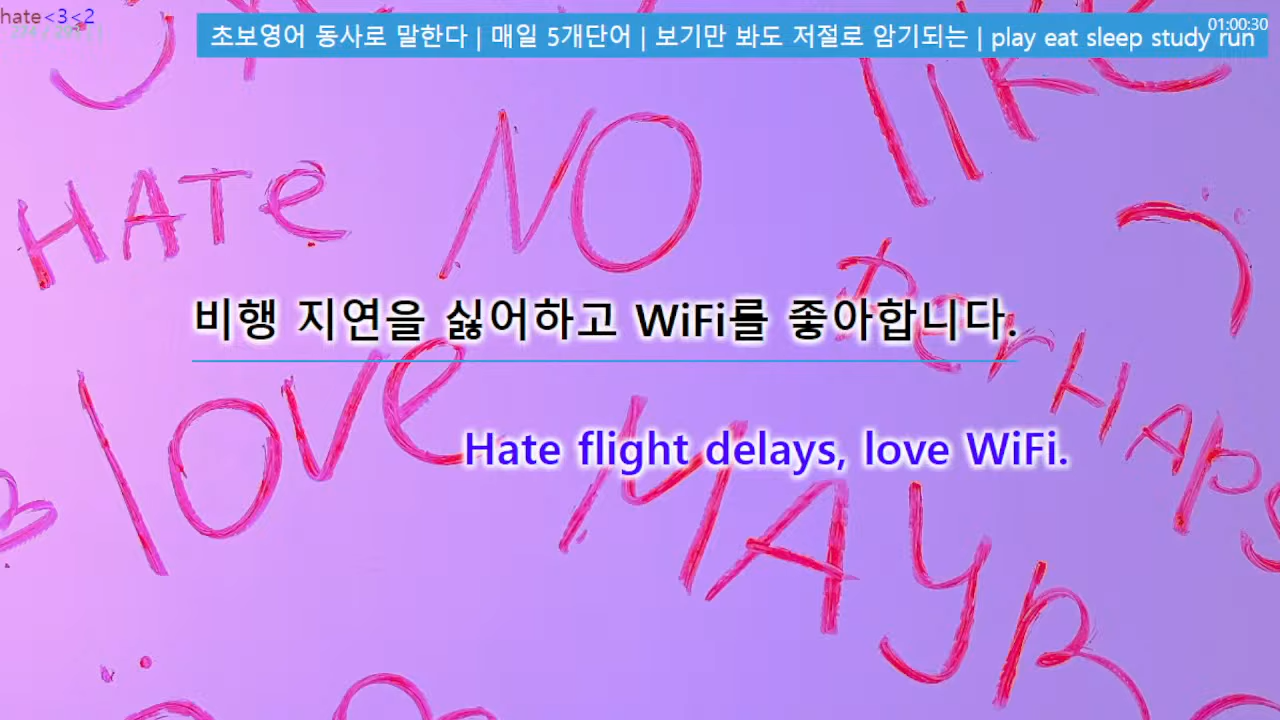 hate<3<2
01:00:30
초보영어 동사로 말한다 | 매일 5개단어 | 보기만 봐도 저절로 암기되는 | play eat sleep study run
like
HATe
NO
perHAps
비행 지연을 싫어하고 WiFi를 좋아합니다.
love
Hate flight delays, love WiFi.
MAY